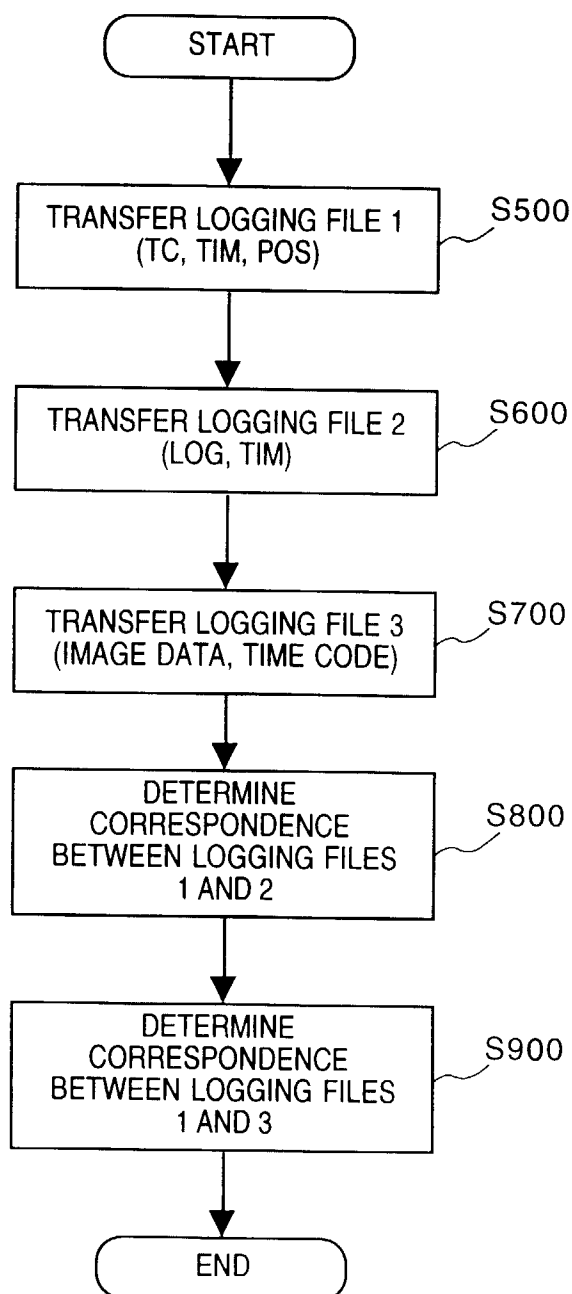 START
TRANSFER LOGGING FILE 1
(TC, TIM, POS)
S500
TRANSFER LOGGING FILE 2
(LOG, TIM)
S600
TRANSFER LOGGING FILE 3
(IMAGE DATA, TIME CODE)
S700
DETERMINE
CORRESPONDENCE
BETWEEN LOGGING FILES
1 AND 2
S800
DETERMINE
CORRESPONDENCE
BETWEEN LOGGING FILES
1 AND 3
S900
END